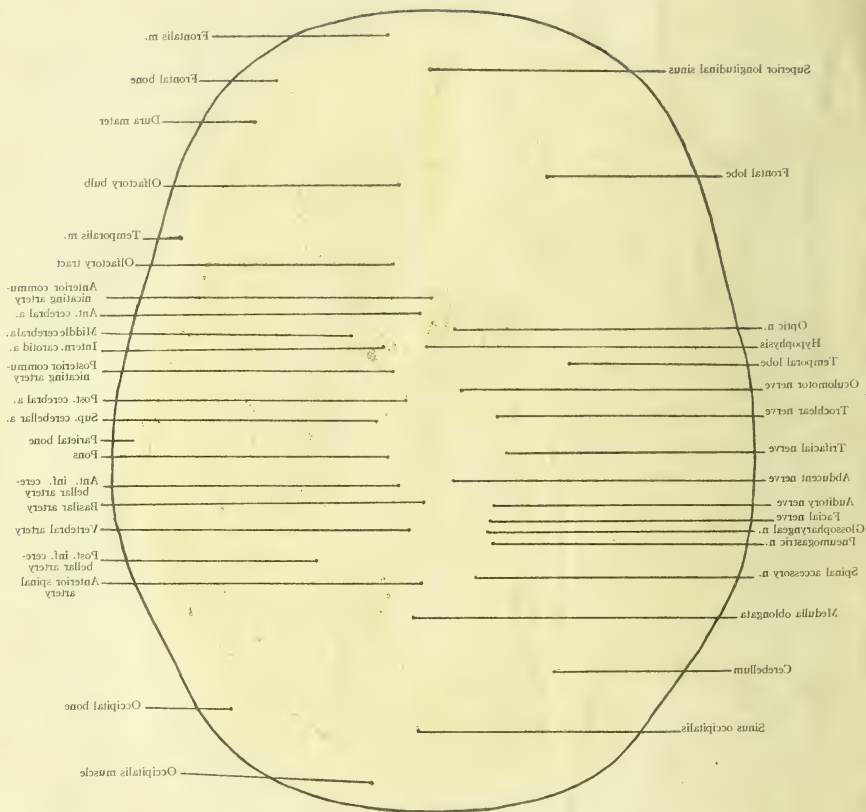 Frontalis m.
Frontal bone
Dura mater
Olfactory bulb
Temporalis m.
Olfactory tract
Anterior commu-
nicating artery
Ant. cerebral a.
Middle cerebrala.
Intern. carotid a.
Posterior commu-
nicating artery
Post. cerebral a.
Sup. cerebellar a.
Parietal bone
Pons
Ant. inf. cere-
bellar artery
Basilar artery
Vertebral artery
Post. inf. cere-
bellar artery
Anterior spinal
artery
Occipital bone
Occipitalis muscle
Superior longitudinal sinus
Frontal lobe
Optic n.
Hypophysis
Temporal lobe
Oculomotor nerve
Trochlear nerve
Trifacial nerve
Abducent nerve
Auditory nerve
Facial nerve
Glossopharyngeal n.
Pneumogastric n.
Spinal accessory n.
Medulla oblongata
Cerebellum
Sinus occipitalis